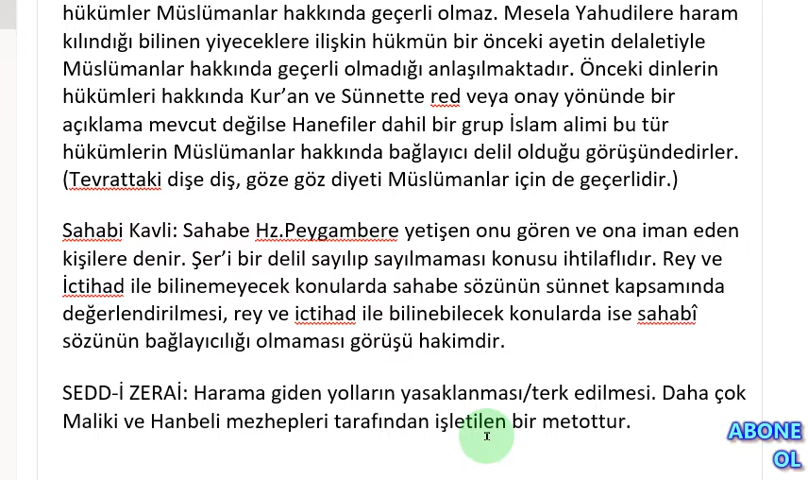 hükümler Müslümanlar hakkında geçerli olmaz. Mesela Yahudilere haram
kılındığı bilinen yiyeceklere ilişkin hükmün bir önceki ayetin delaletiyle
Müslümanlar hakkında geçerli olmadığı anlaşılmaktadır. Önceki dinlerin
hükümleri hakkında Kur’an ve Sünnette red veya onay yönünde bir
açıklama mevcut değilse Hanefiler dahil bir grup İslam alimi bu tür
hükümlerin Müslümanlar hakkında bağlayıcı delil olduğu görüşündedirler.
(Tevrattaki dişe diş, göze göz diyeti Müslümanlar için de geçerlidir.)
Sahabi Kavli: Sahabe Hz.Peygambere yetişen onu gören ve ona iman eden
kişilere denir. Şer’i bir delil sayılıp sayılmaması konusu ihtilaflıdır. Rey ve
İctihad ile bilinemeyecek konularda sahabe sözünün sünnet kapsamında
değerlendirilmesi, rey ve ictihad ile bilinebilecek konularda ise sahabî
sözünün bağlayıcılığı olmaması görüşü hakimdir.
SEDD-İ ZERAİ: Harama giden yolların yasaklanması/terk edilmesi. Daha çok
Maliki ve Hanbeli mezhepleri tarafından işletilen bir metottur.
ABONE
OL